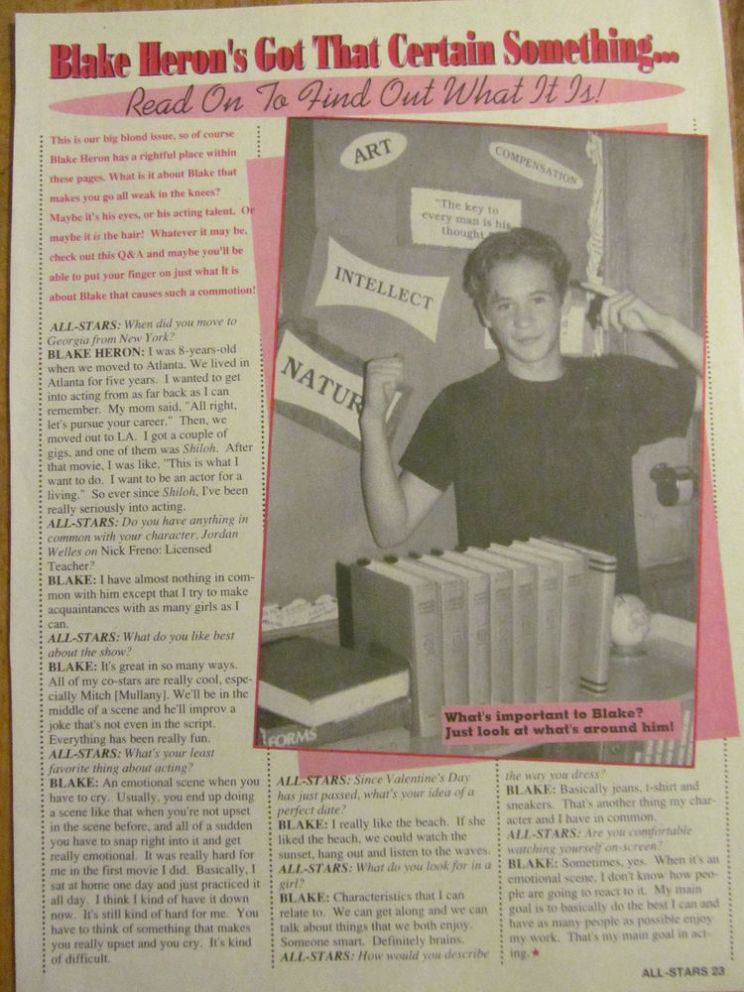 Blake Heron's Got That Certain Something...
Read On To Find Out What It Is!
This is our big blond issue, so of course
Blake Heron has a rightful place within
these pages. What is it about Blake that
makes you go all weak in the knees?
Maybe it's his eyes, or his acting talent. Or
maybe it is the hair! Whatever it may be,
check out this Q&A and maybe you'll be
able to put your finger on just what It is
about Blake that causes such a commotion!
ALL-STARS: When did you move to
Georgia from New York?
BLAKE HERON: I was 8-years-old
when we moved to Atlanta. We lived in
Atlanta for five years. I wanted to get
into acting from as far back as I can
remember. My mom said, "All right,
let's pursue your career." Then, we
moved out to LA. I got a couple of
gigs, and one of them was Shiloh. After
that movie, I was like, "This is what I
want to do. I want to be an actor for a
living." So ever since Shiloh, I've been
really seriously into acting.
ALL-STARS: Do you have anything in
common with your character, Jordan
Welles on Nick Freno: Licensed
Teacher?
BLAKE: I have almost nothing in com-
mon with him except that I try to make
acquaintances with as many girls as I
can.
ALL-STARS: What do you like best
about the show?
BLAKE: It's great in so many ways.
All of my co-stars are really cool, espe-
cially Mitch [Mullany]. We'll be in the
middle of a scene and he'll improv a
joke that's not even in the script.
Everything has been really fun.
ALL-STARS: What's your least
favorite thing about acting?
BLAKE: An emotional scene when you
have to cry. Usually, you end up doing
a scene like that when you're not upset
in the scene before, and all of a sudden
you have to snap right into it and get
really emotional. It was really hard for
me in the first movie I did. Basically, I
sat at home one day and just practiced it
all day. I think I kind of have it down
now. It's still kind of hard for me. You
have to think of something that makes
you really upset and you cry. It's kind
of difficult.
ART
COMPENSATION
"The key to
every man is his
thought
INTELLECT
NATUR
FORMS
What's important to Blake?
Just look at what's around him!
ALL-STARS: Since Valentine's Day
has just passed, what's your idea of a
perfect date?
BLAKE: I really like the beach. If she
liked the beach, we could watch the
sunset, hang out and listen to the waves.
ALL-STARS: What do you look for in a
girl?
BLAKE: Characteristics that I can
relate to. We can get along and we can
talk about things that we both enjoy.
Someone smart. Definitely brains.
ALL-STARS: How would you describe
the way you dress?
BLAKE: Basically jeans, t-shirt and
sneakers. That's another thing my char-
acter and I have in common.
ALL-STARS: Are you comfortable
watching yourself on-screen?
BLAKE: Sometimes, yes. When it's an
emotional scene, I don't know how peo-
ple are going to react to it. My main
goal is to basically do the best I can and
have as many people as possible enjoy
my work. That's my main goal in act-
ing.★
ALL-STARS 23